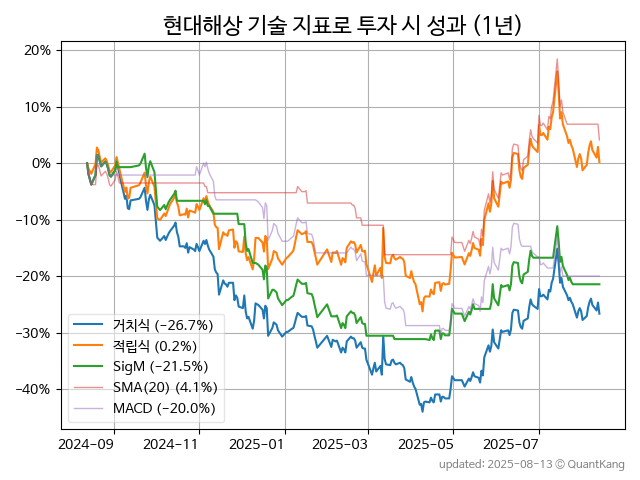 현대해상 기술 지표로 투자 시 성과 (1년)
20%
10%
0%
−10%
−20%
−30%
−40%
거치식 (−26.7%)
적립식 (0.2%)
SigM (−21.5%)
SMA(20) (4.1%)
MACD (−20.0%)
2024-09 2024-11 2025-01 2025-03 2025-05 2025-07
updated: 2025-08-13 ⓒ QuantKang